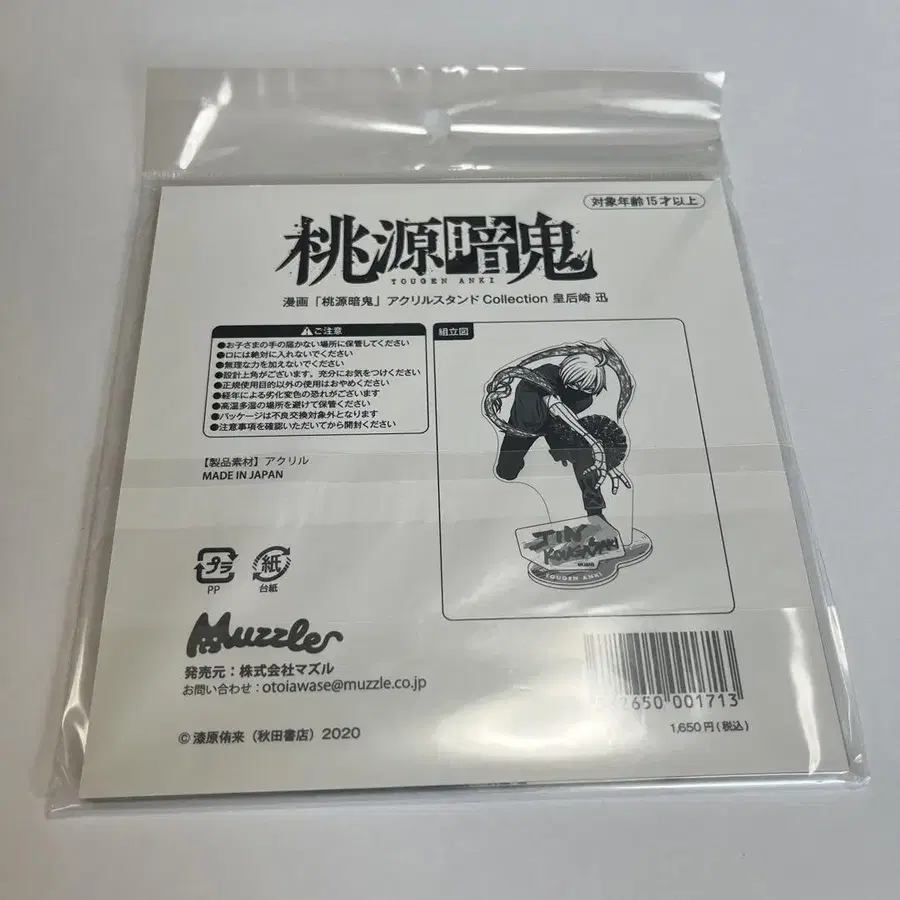 対象年齢15才以上
桃源暗鬼
TOUGEN ANKI
漫画「桃源暗鬼」アクリルスタンド Collection 皇后崎 迅
ご注意
●お子さまの手の届かない場所に保管してください
●口には絶対に入れないでください
●無理な力を加えないでください
●設計上角がございます。充分にお気をつけください
●正規使用目的以外の使用はおやめください
●経年による劣化変色の恐れがございます
●高温多湿の場所を避けて保管ください
●パッケージは不良交換対象外となります
●注意事項を確認いただいてから開封ください
組立図
【製品素材】アクリル
MADE IN JAPAN
JIN
KOUGASAKI
TOUGEN ANKI
プラ
PP
紙
台紙
Muzzle
発売元:株式会社マズル
お問い合わせ:otoiawase@muzzle.co.jp
2650 001713
1,650円(税込)
© 漆原侑来(秋田書店)2020